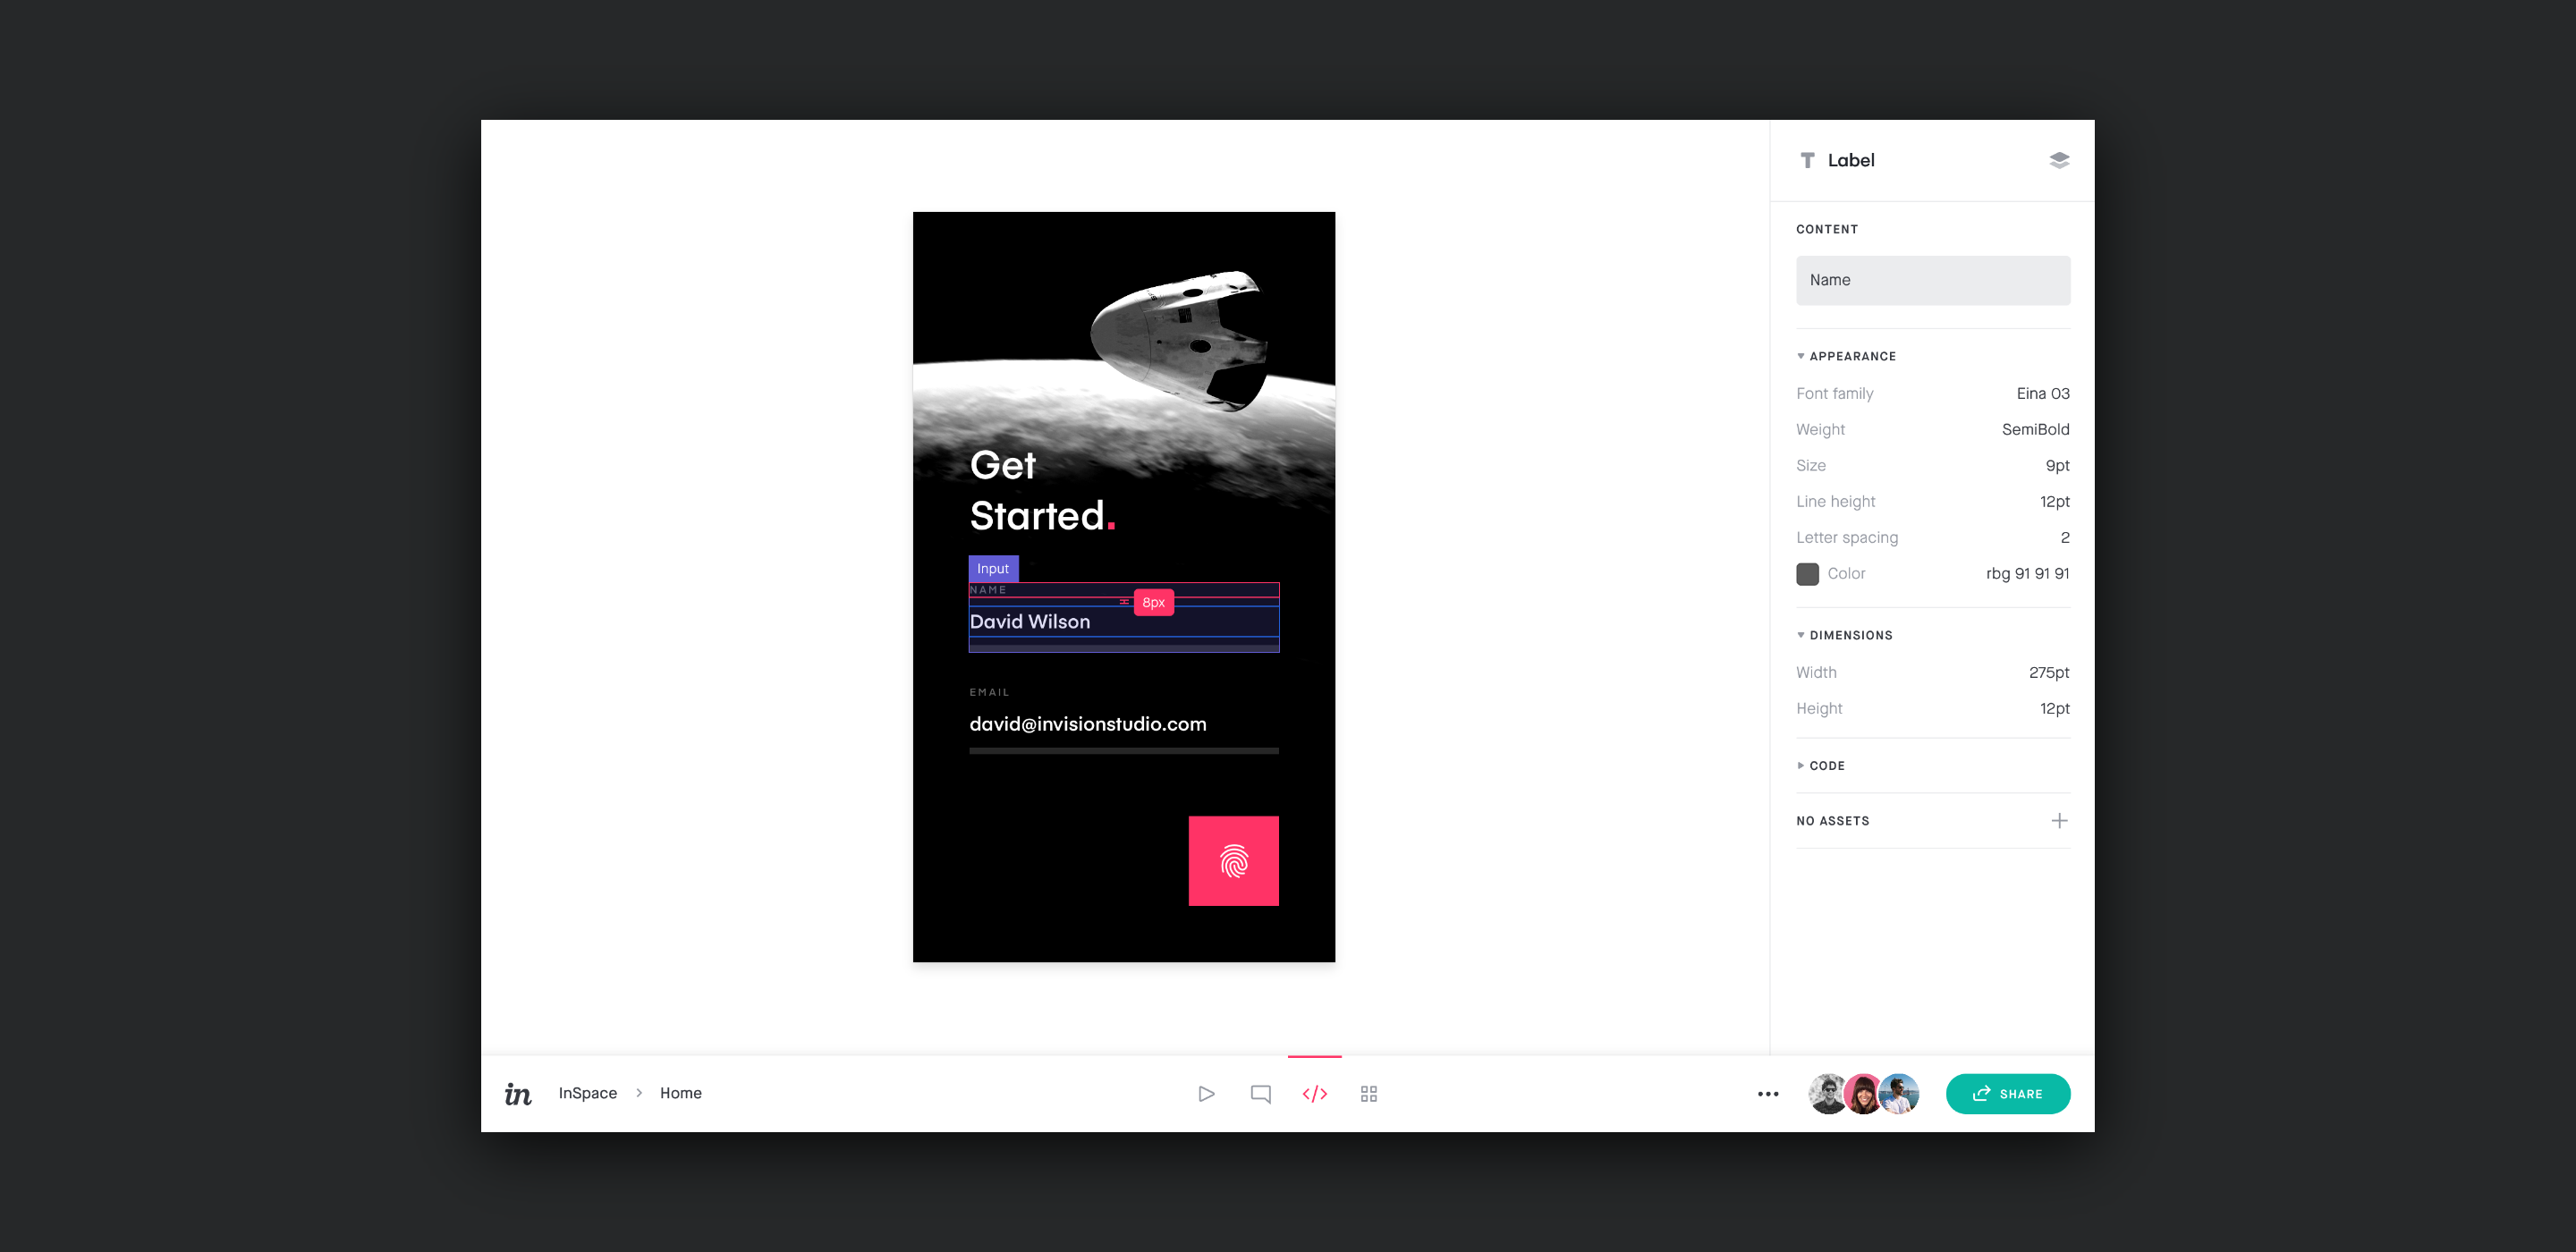 Get
Started.
Input
NAME
8px
David Wilson
EMAIL
david@invisionstudio.com
T Label
CONTENT
Name
APPEARANCE
Font family Eina 03
Weight SemiBold
Size 9pt
Line height 12pt
Letter spacing 2
Color rbg 91 91 91
DIMENSIONS
Width 275pt
Height 12pt
CODE
NO ASSETS
in InSpace > Home
SHARE